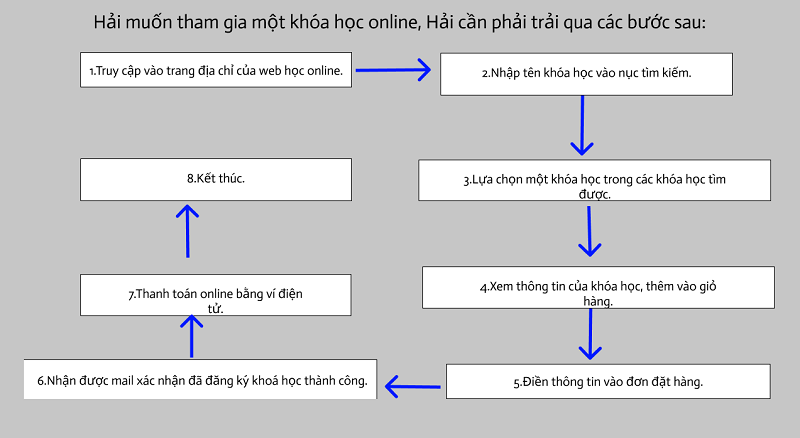 Hải muốn tham gia một khóa học online, Hải cần phải trải qua các bước sau:
1.Truy cập vào trang địa chỉ của web học online.
2.Nhập tên khóa học vào nục tìm kiếm.
3.Lựa chọn một khóa học trong các khóa học tìm
được.
4.Xem thông tin của khóa học, thêm vào giỏ
hàng.
5.Điền thông tin vào đơn đặt hàng.
6.Nhận được mail xác nhận đã đăng ký khoá học thành công.
7.Thanh toán online bằng ví điện
tử.
8.Kết thúc.